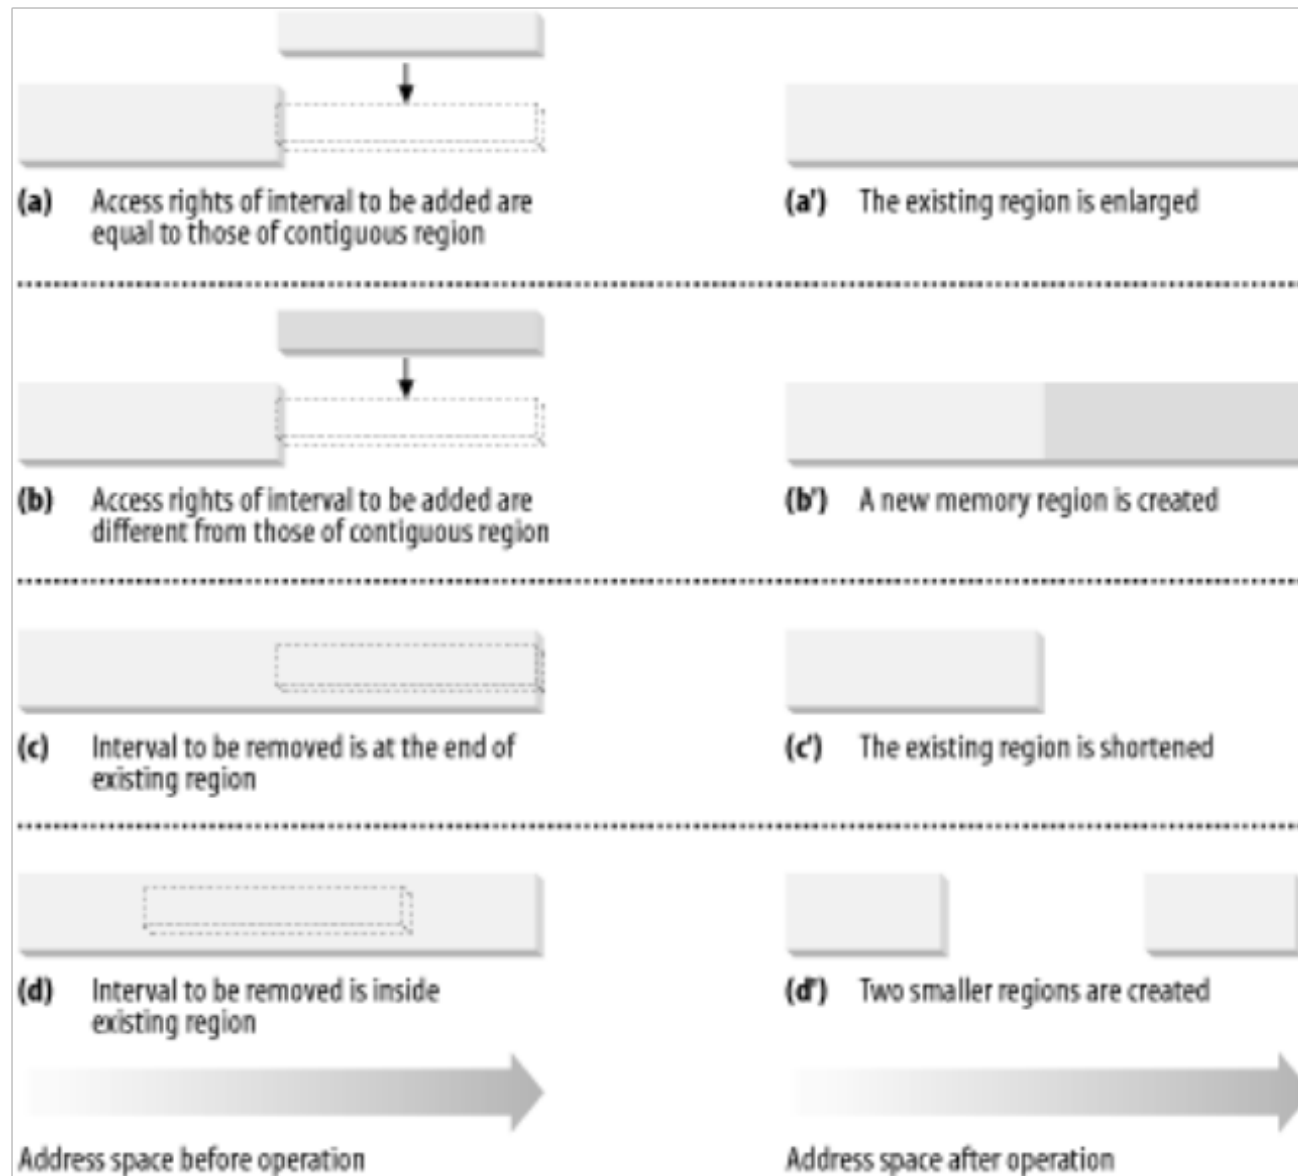 (a) Access rights of interval to be added are
equal to those of contiguous region
(a') The existing region is enlarged
(b) Access rights of interval to be added are
different from those of contiguous region
(b') A new memory region is created
(c) Interval to be removed is at the end of
existing region
(c') The existing region is shortened
(d) Interval to be removed is inside
existing region
(d') Two smaller regions are created
Address space before operation
Address space after operation